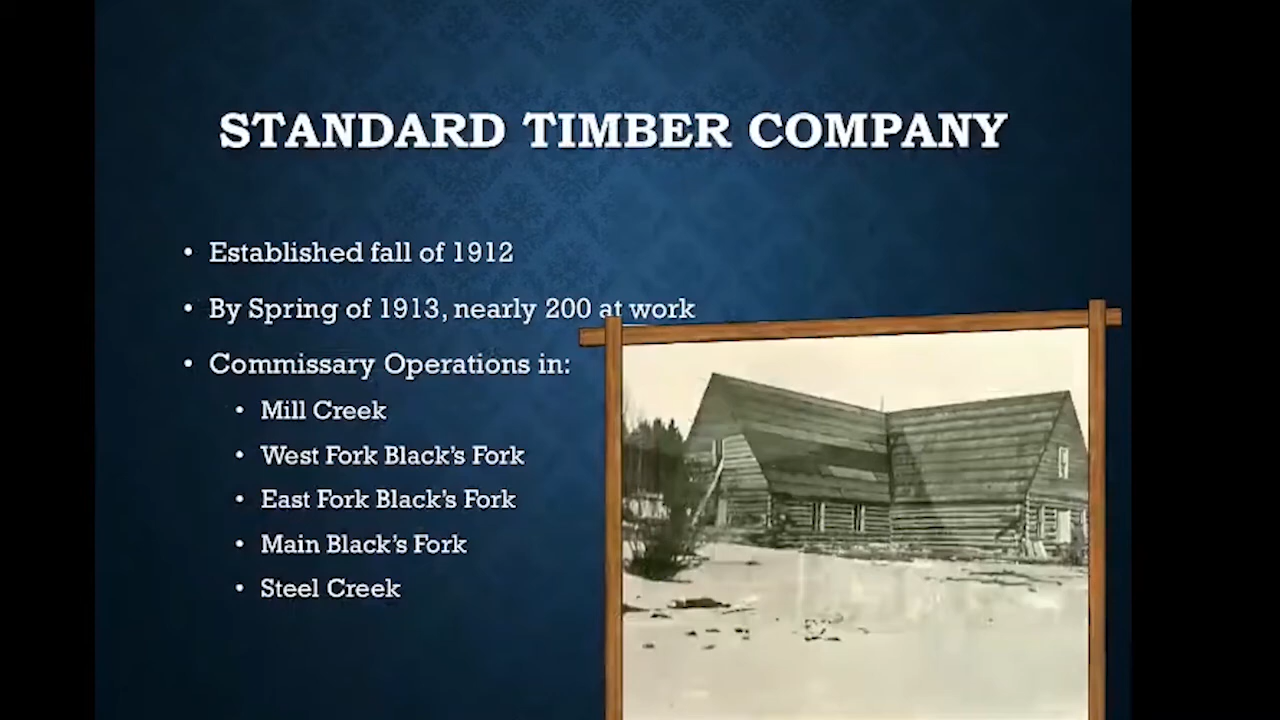 STANDARD TIMBER COMPANY
• Established fall of 1912
• By Spring of 1913, nearly 200 at work
• Commissary Operations in:
• Mill Creek
• West Fork Black's Fork
• East Fork Black's Fork
• Main Black's Fork
• Steel Creek